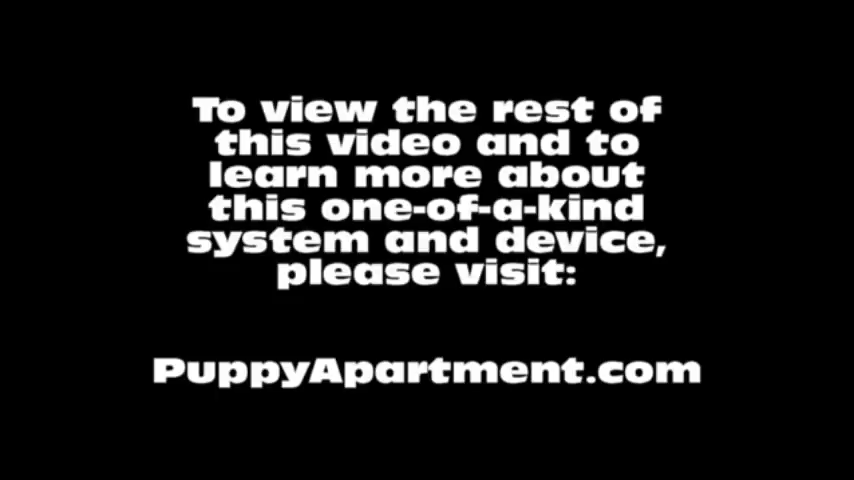 To view the rest of
this video and to
learn more about
this one-of-a-kind
system and device,
please visit:
PuppyApartment.com